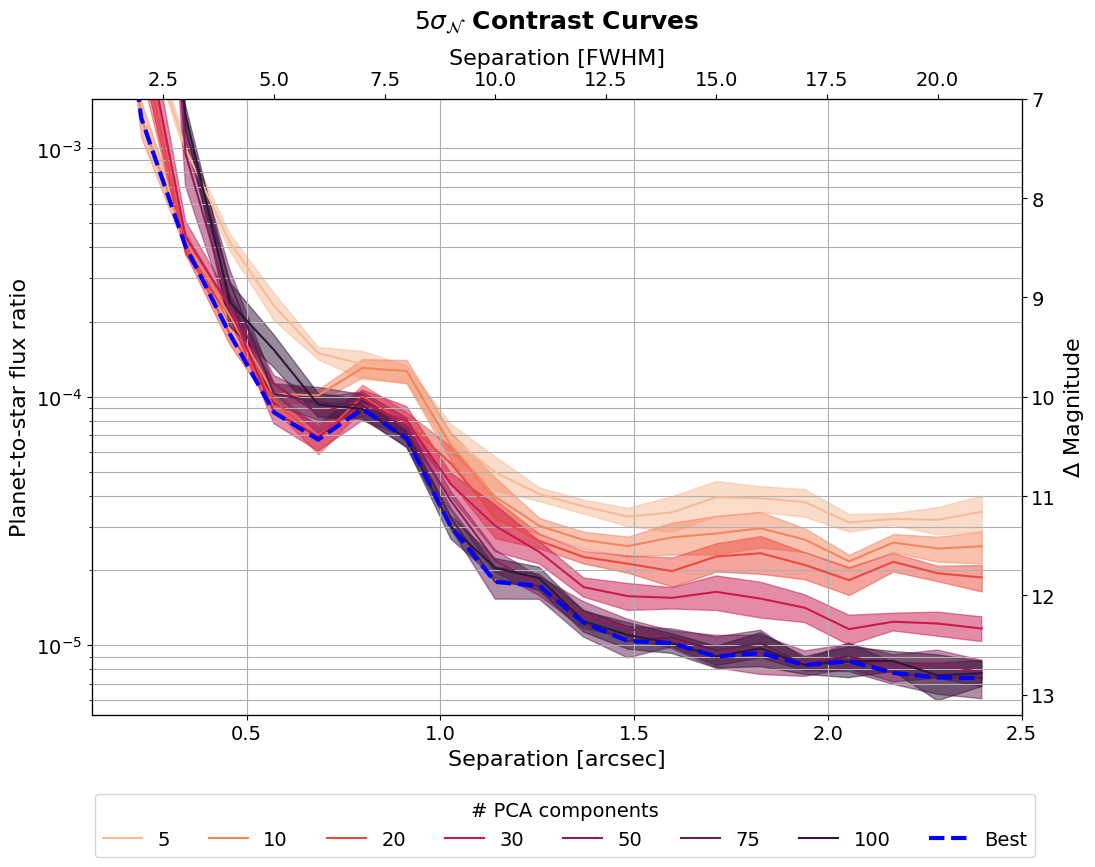 5σ𝒩 Contrast Curves
Separation [FWHM]
2.5 5.0 7.5 10.0 12.5 15.0 17.5 20.0
10⁻³
10⁻⁴
10⁻⁵
Planet-to-star flux ratio
7
8
9
10
11
12
13
Δ Magnitude
0.5 1.0 1.5 2.0 2.5
Separation [arcsec]
# PCA components
5 10 20 30 50 75 100 Best